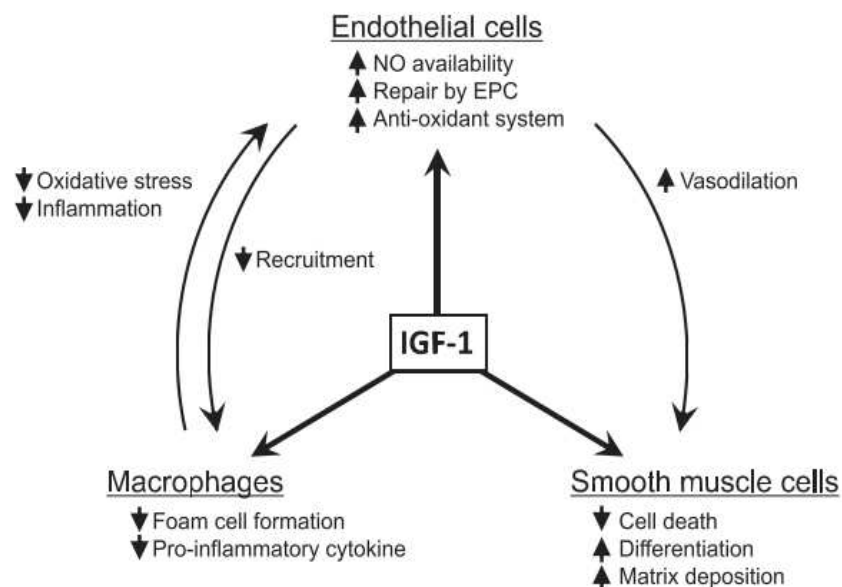 Endothelial cells
NO availability
Repair by EPC
Anti-oxidant system
Oxidative stress
Inflammation
Recruitment
Vasodilation
IGF-1
Macrophages
Foam cell formation
Pro-inflammatory cytokine
Smooth muscle cells
Cell death
Differentiation
Matrix deposition